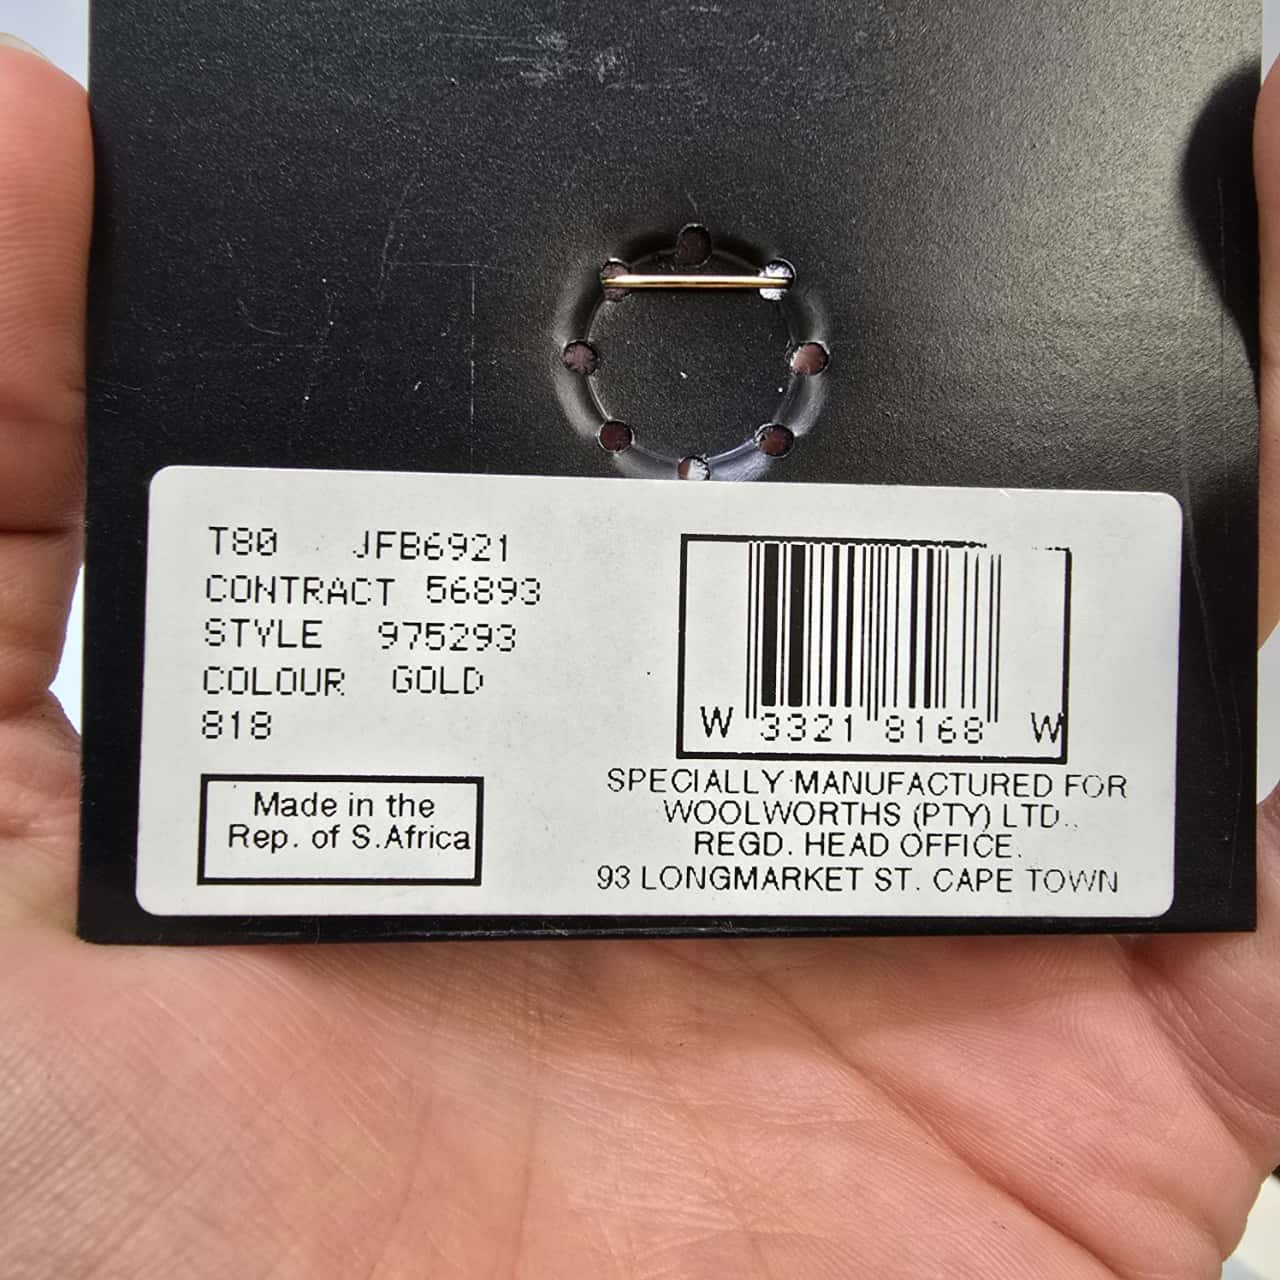 T80 JFB6921
CONTRACT 56893
STYLE 975293
COLOUR GOLD
818
Made in the
Rep. of S.Africa
W 3321 8168 W
SPECIALLY MANUFACTURED FOR
WOOLWORTHS (PTY) LTD.
REGD. HEAD OFFICE.
93 LONGMARKET ST. CAPE TOWN